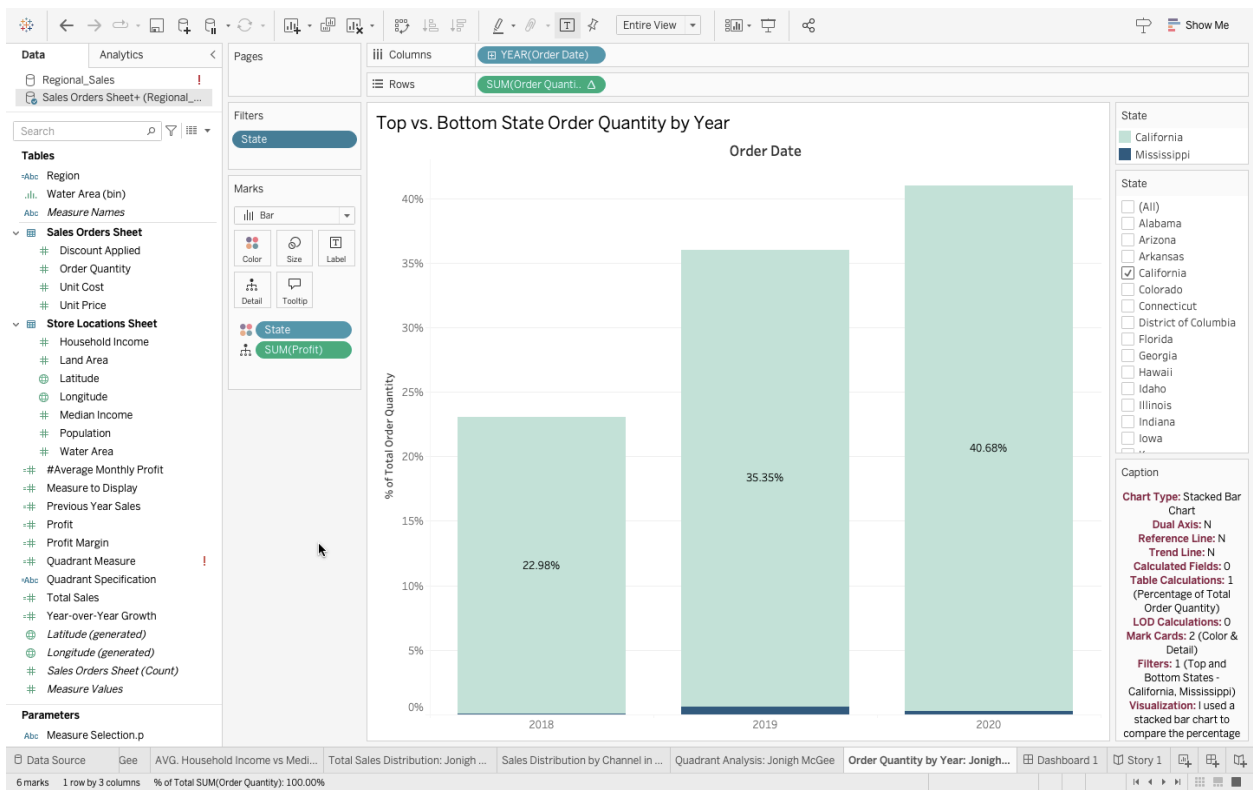 Entire View
Show Me
Data
Analytics
Regional_Sales
!
Sales Orders Sheet+ (Regional_...
Search
Tables
Abc Region
Water Area (bin)
Abc Measure Names
Sales Orders Sheet
# Discount Applied
# Order Quantity
# Unit Cost
# Unit Price
Store Locations Sheet
# Household Income
# Land Area
Latitude
Longitude
# Median Income
# Population
# Water Area
=# #Average Monthly Profit
=# Measure to Display
=# Previous Year Sales
=# Profit
=# Profit Margin
=# Quadrant Measure !
=Abc Quadrant Specification
=# Total Sales
=# Year-over-Year Growth
Latitude (generated)
Longitude (generated)
# Sales Orders Sheet (Count)
# Measure Values
Parameters
Abc Measure Selection.p
Pages
Filters
State
Marks
Bar
Color Size Label
Detail Tooltip
State
SUM(Profit)
Columns
YEAR(Order Date)
Rows
SUM(Order Quanti.. Δ
Top vs. Bottom State Order Quantity by Year
Order Date
% of Total Order Quantity
40%
35%
30%
25%
20%
15%
10%
5%
0%
22.98%
35.35%
40.68%
2018
2019
2020
State
California
Mississippi
State
(All)
Alabama
Arizona
Arkansas
California
Colorado
Connecticut
District of Columbia
Florida
Georgia
Hawaii
Idaho
Illinois
Indiana
Iowa
Caption
Chart Type: Stacked Bar
Chart
Dual Axis: N
Reference Line: N
Trend Line: N
Calculated Fields: 0
Table Calculations: 1
(Percentage of Total
Order Quantity)
LOD Calculations: 0
Mark Cards: 2 (Color &
Detail)
Filters: 1 (Top and
Bottom States -
California, Mississippi)
Visualization: I used a
stacked bar chart to
compare the percentage
Data Source
Gee
AVG. Household Income vs Medi...
Total Sales Distribution: Jonigh ...
Sales Distribution by Channel in ...
Quadrant Analysis: Jonigh McGee
Order Quantity by Year: Jonigh...
Dashboard 1
Story 1
6 marks 1 row by 3 columns % of Total SUM(Order Quantity): 100.00%